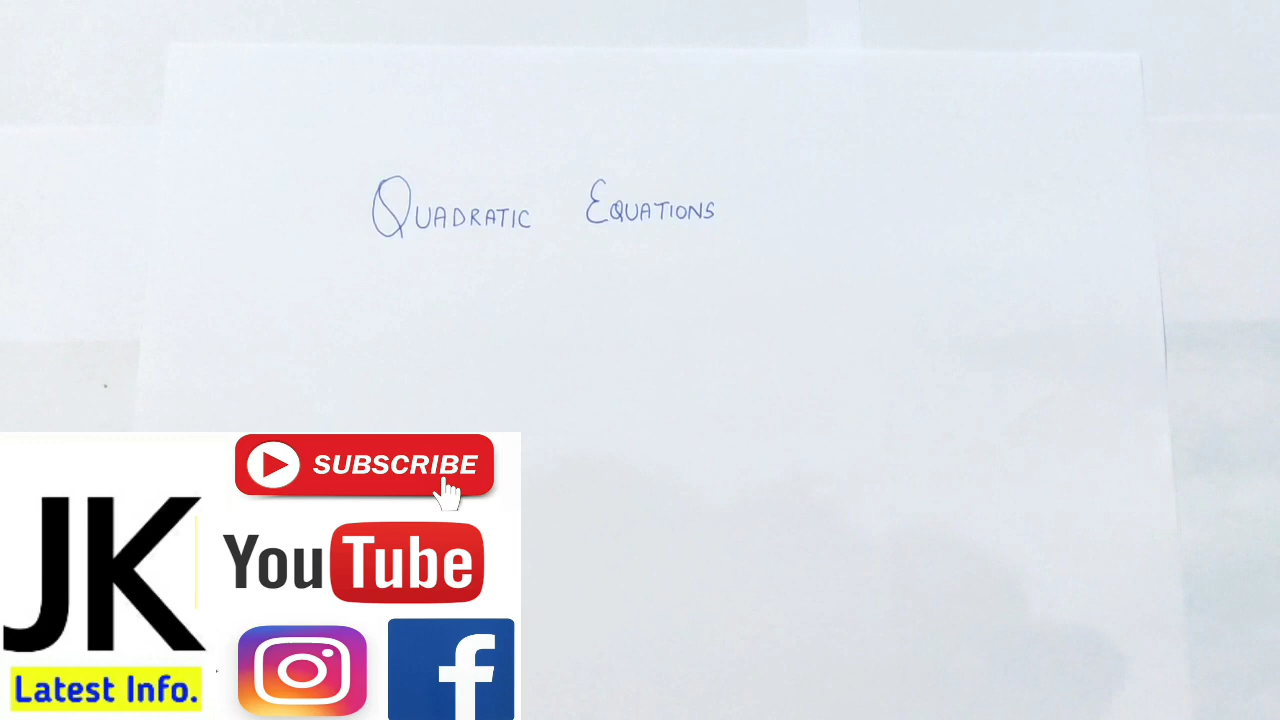 Quadratic Equations
SUBSCRIBE
YouTube
JK
Latest Info.